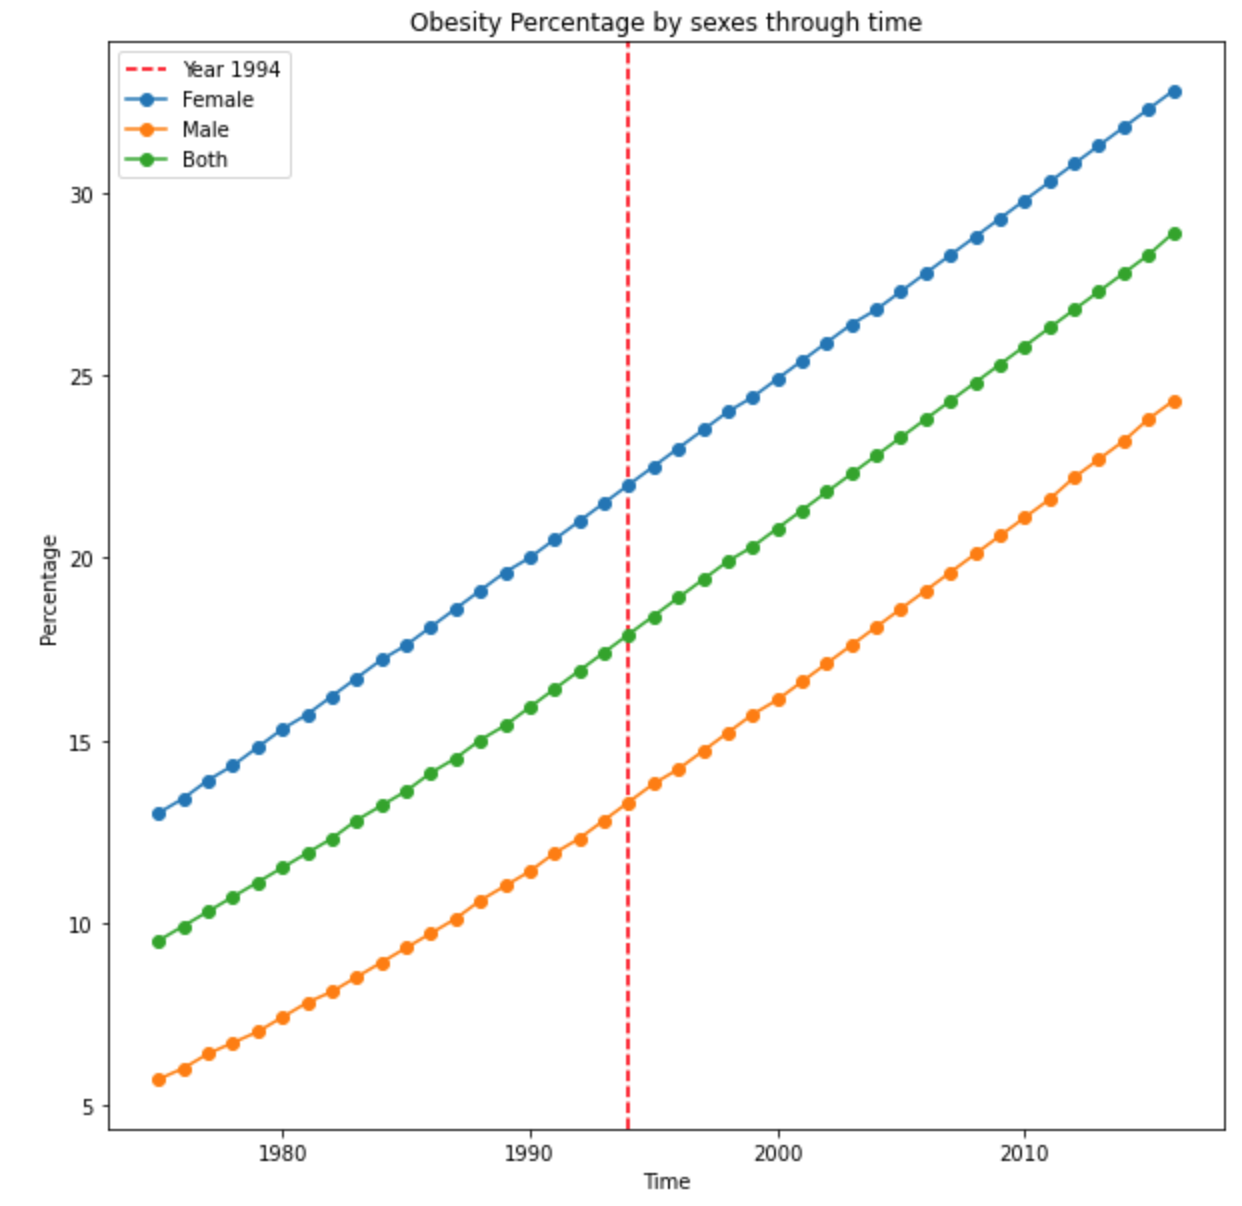 Obesity Percentage by sexes through time
Year 1994
Female
Male
Both
30
25
20
15
10
5
Percentage
1980
1990
2000
2010
Time